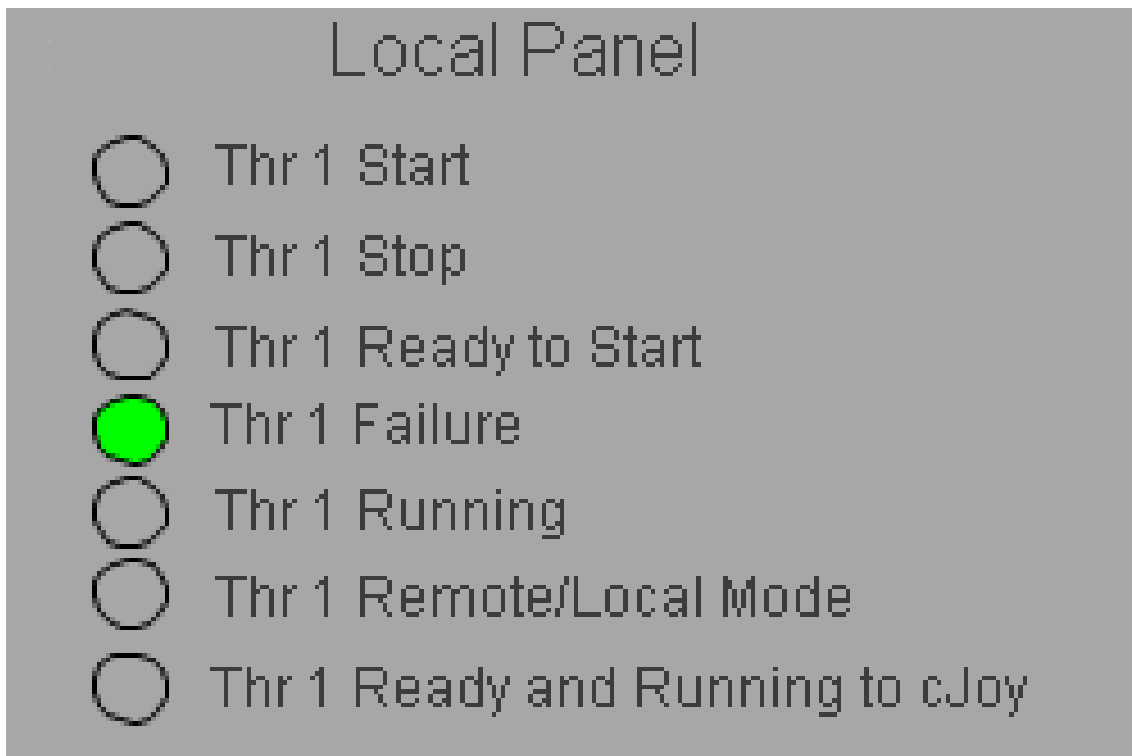 Local Panel
Thr 1 Start
Thr 1 Stop
Thr 1 Ready to Start
Thr 1 Failure
Thr 1 Running
Thr 1 Remote/Local Mode
Thr 1 Ready and Running to cJoy